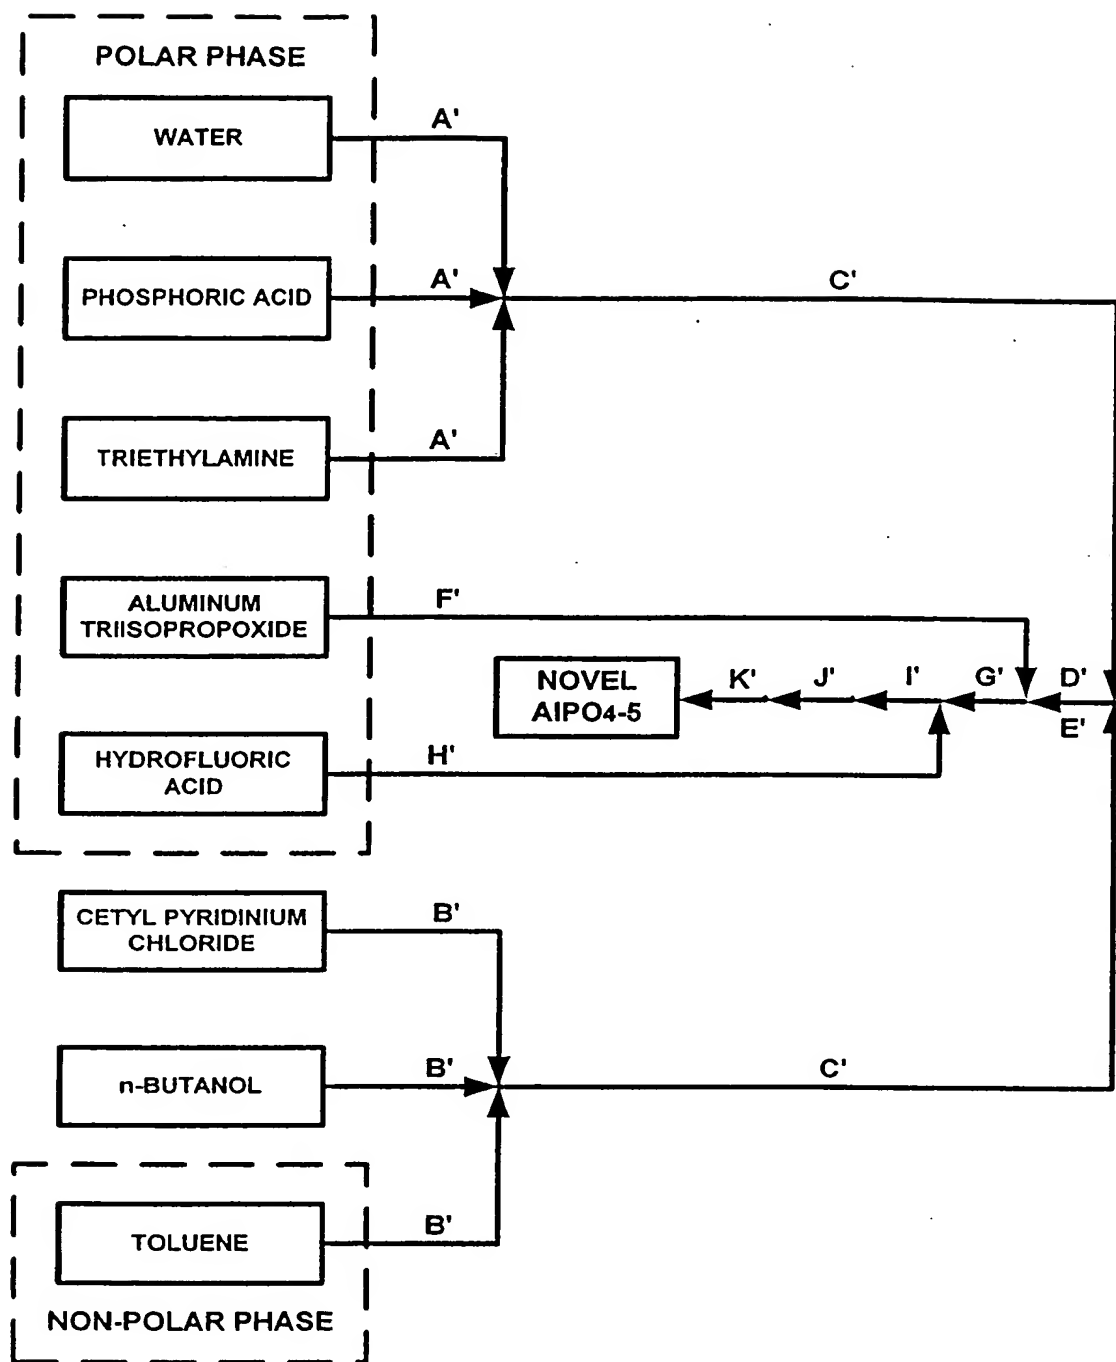 POLAR PHASE
WATER
A'
PHOSPHORIC ACID
A'
C'
TRIETHYLAMINE
A'
ALUMINUM
TRIISOPROPOXIDE
F'
NOVEL
AlPO4-5
K'
J'
I'
G'
D'
E'
HYDROFLUORIC
ACID
H'
CETYL PYRIDINIUM
CHLORIDE
B'
n-BUTANOL
B'
C'
TOLUENE
B'
NON-POLAR PHASE